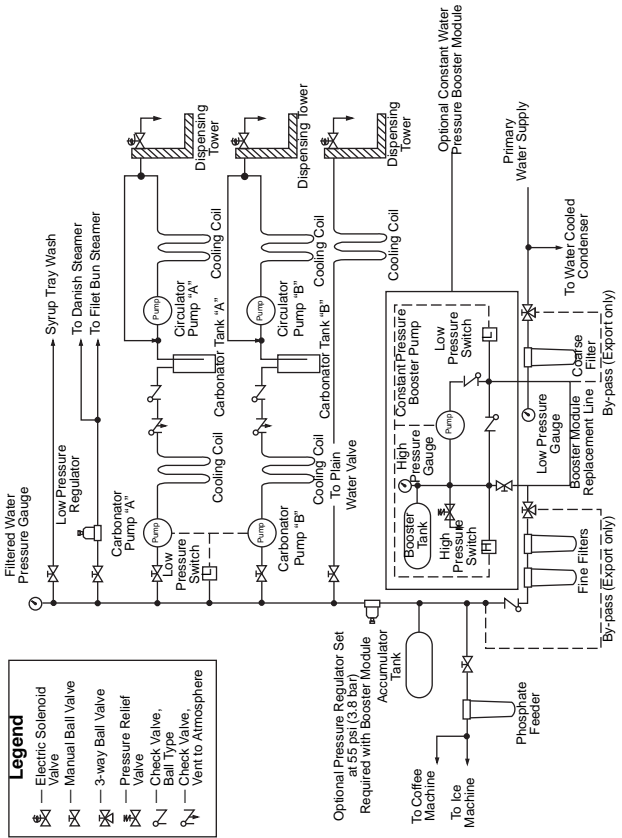 Legend
Electric Solenoid
Valve
Manual Ball Valve
3-way Ball Valve
Pressure Relief
Valve
Check Valve,
Ball Type
Check Valve,
Vent to Atmosphere
Filtered Water
Pressure Gauge
Low Pressure
Regulator
Syrup Tray Wash
To Danish Steamer
To Filet Bun Steamer
Carbonator
Pump “A”
Pump
Cooling Coil
Carbonator Tank “A”
Pump
Circulator
Pump “A”
Cooling Coil
Dispensing
Tower
Low
Pressure
Switch
L
Pump
Carbonator
Pump “B”
Cooling Coil
Carbonator Tank “B”
Pump
Circulator
Pump “B”
Cooling Coil
Dispensing Tower
To Plain
Water Valve
Cooling Coil
Dispensing
Tower
Optional Pressure Regulator Set
at 55 psi (3.8 bar)
Required with Booster Module
Accumulator
Tank
Booster
Tank
High
Pressure
Gauge
Constant Pressure
Booster Pump
Pump
Low
Pressure
Switch
L
High
Pressure
Switch
H
Optional Constant Water
Pressure Booster Module
To Coffee
Machine
To Ice
Machine
Phosphate
Feeder
Fine Filters
By-pass (Export only)
Low Pressure
Gauge
Booster Module
Replacement Line
Coarse
Filter
By-pass (Export only)
To Water Cooled
Condenser
Primary
Water Supply